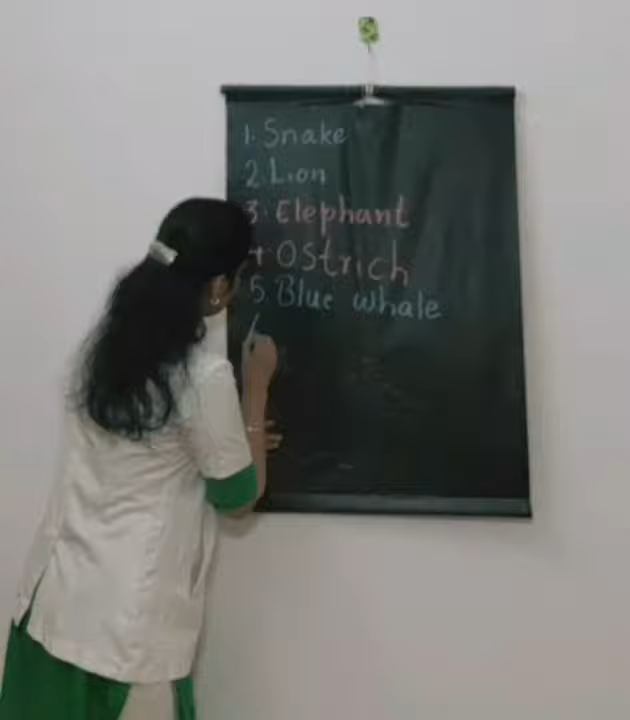 1. Snake
2. Lion
3. Elephant
4. Ostrich
5. Blue whale